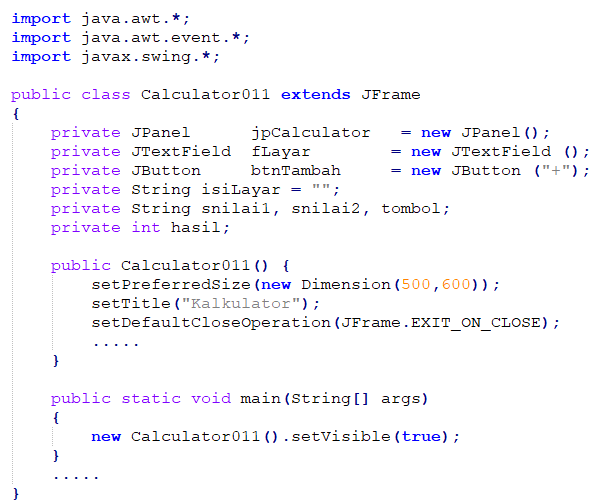 import java.awt.*;
import java.awt.event.*;
import javax.swing.*;

public class Calculator011 extends JFrame
{
    private JPanel      jpCalculator   = new JPanel();
    private JTextField  fLayar        = new JTextField ();
    private JButton     btnTambah     = new JButton ("+");
    private String isiLayar = "";
    private String snilai1, snilai2, tombol;
    private int hasil;

    public Calculator011() {
        setPreferredSize(new Dimension(500,600));
        setTitle("Kalkulator");
        setDefaultCloseOperation(JFrame.EXIT_ON_CLOSE);
        .....
    }

    public static void main(String[] args)
    {
        new Calculator011().setVisible(true);
    }
    .....
}